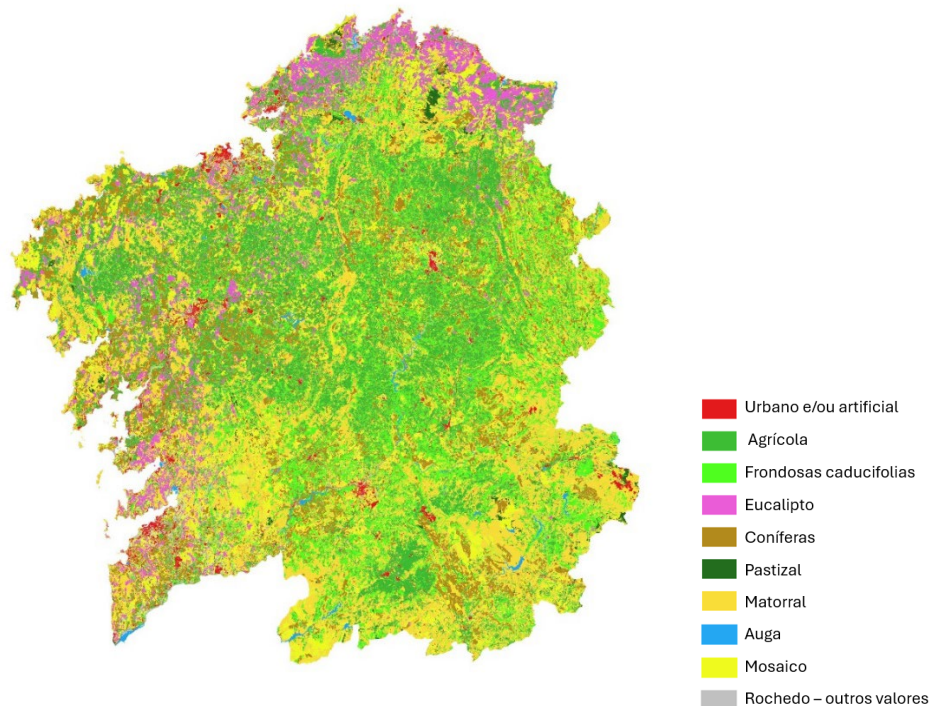 Urbano e/ou artificial
Agrícola
Frondosas caducifolias
Eucalipto
Coníferas
Pastizal
Matorral
Auga
Mosaico
Rochedo – outros valores